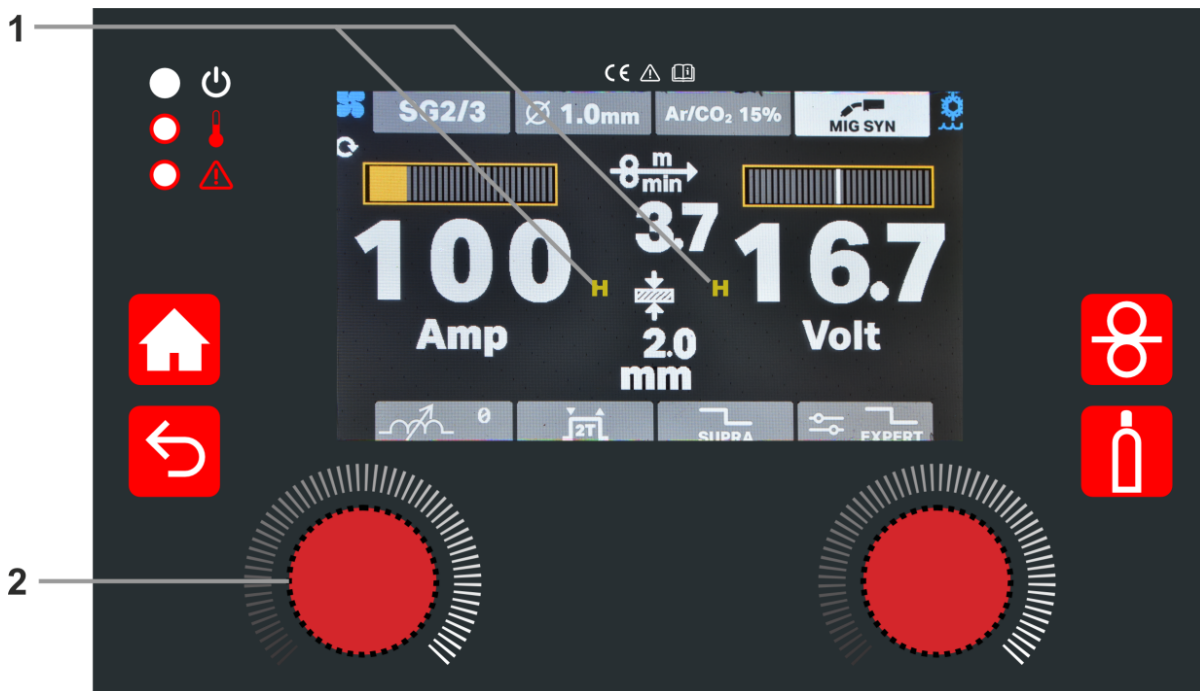 1
CE
SG2/3
Ø 1.0mm
Ar/CO₂ 15%
MIG SYN
m
min
3.7
100
H
H
16.7
Amp
2.0
mm
Volt
0
2T
SUPRA
EXPERT
2